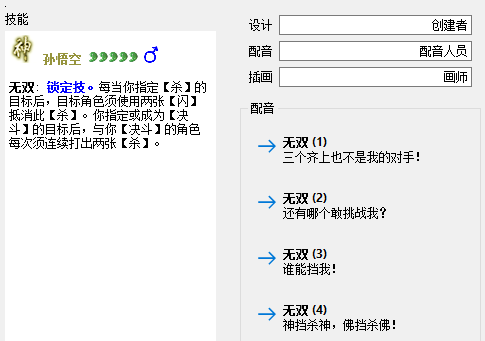 技能
神 孙悟空
无双：锁定技。每当你指定【杀】的
目标后，目标角色须使用两张【闪】
抵消此【杀】。你指定或成为【决
斗】的目标后，与你【决斗】的角色
每次须连续打出两张【杀】。
设计 创建者
配音 配音人员
插画 画师
配音
无双 (1)
三个齐上也不是我的对手！
无双 (2)
还有哪个敢挑战我？
无双 (3)
谁能挡我！
无双 (4)
神挡杀神，佛挡杀佛！